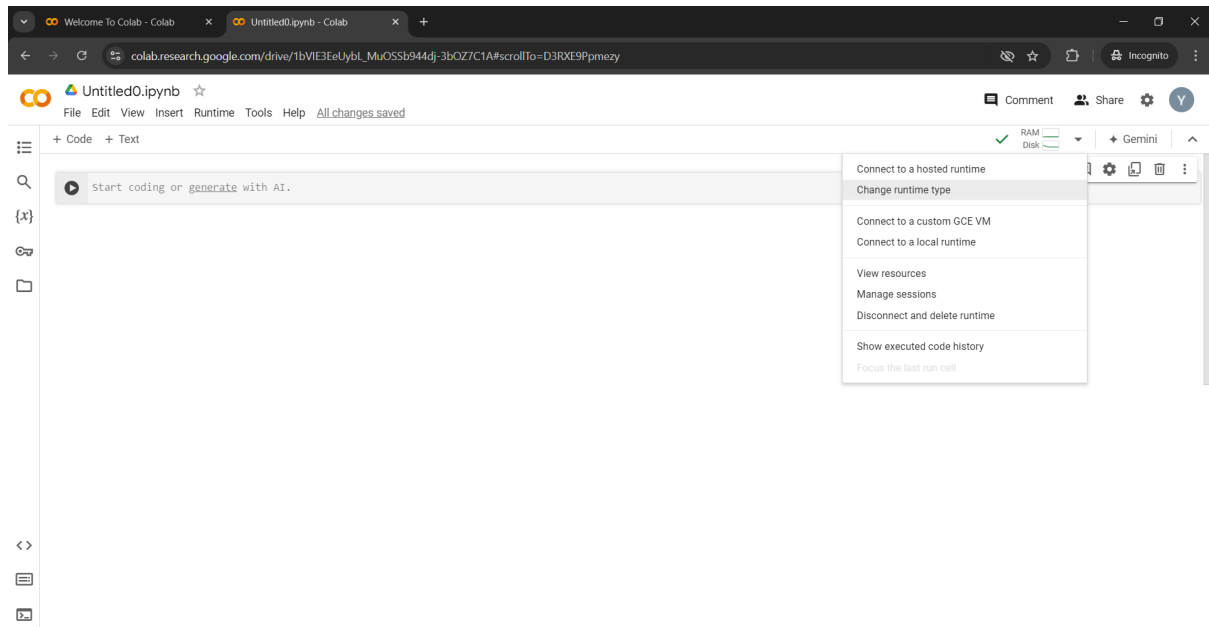 Welcome To Colab - Colab
Untitled0.ipynb - Colab
colab.research.google.com/drive/1bVIE3EeUybL_MuOSSb944dj-3bOZ7C1A#scrollTo=D3RXE9Ppmezy
Incognito
Untitled0.ipynb
Comment
Share
Y
File Edit View Insert Runtime Tools Help All changes saved
+ Code + Text
RAM
Disk
Gemini
Start coding or generate with AI.
{x}
Connect to a hosted runtime
Change runtime type
Connect to a custom GCE VM
Connect to a local runtime
View resources
Manage sessions
Disconnect and delete runtime
Show executed code history
Focus the last run cell